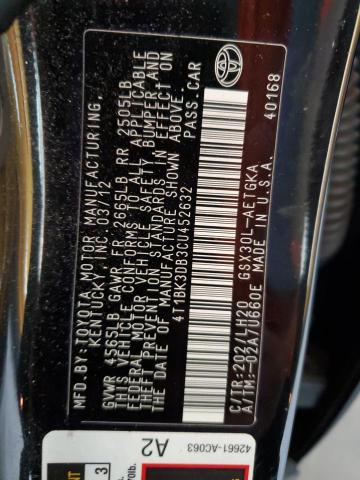 MFD.BY:TOYOTA MOTOR MANUFACTURING,
KENTUCKY, INC. 03/12
GVWR 4565LB GAWR FR 2665LB RR 2505LB
THIS VEHICLE CONFORMS TO ALL APPLICABLE
FEDERAL MOTOR VEHICLE SAFETY, BUMPER, AND
THEFT PREVENTION STANDARDS IN EFFECT ON
THE DATE OF MANUFACTURE SHOWN ABOVE.
4T1BK3DB3CU452632 PASS. CAR
C/TR:202/LH20 GSX30L-AETGKA
A/TM:-02A/U660E MADE IN U.S.A.
40168
42661-AC063
A2
3